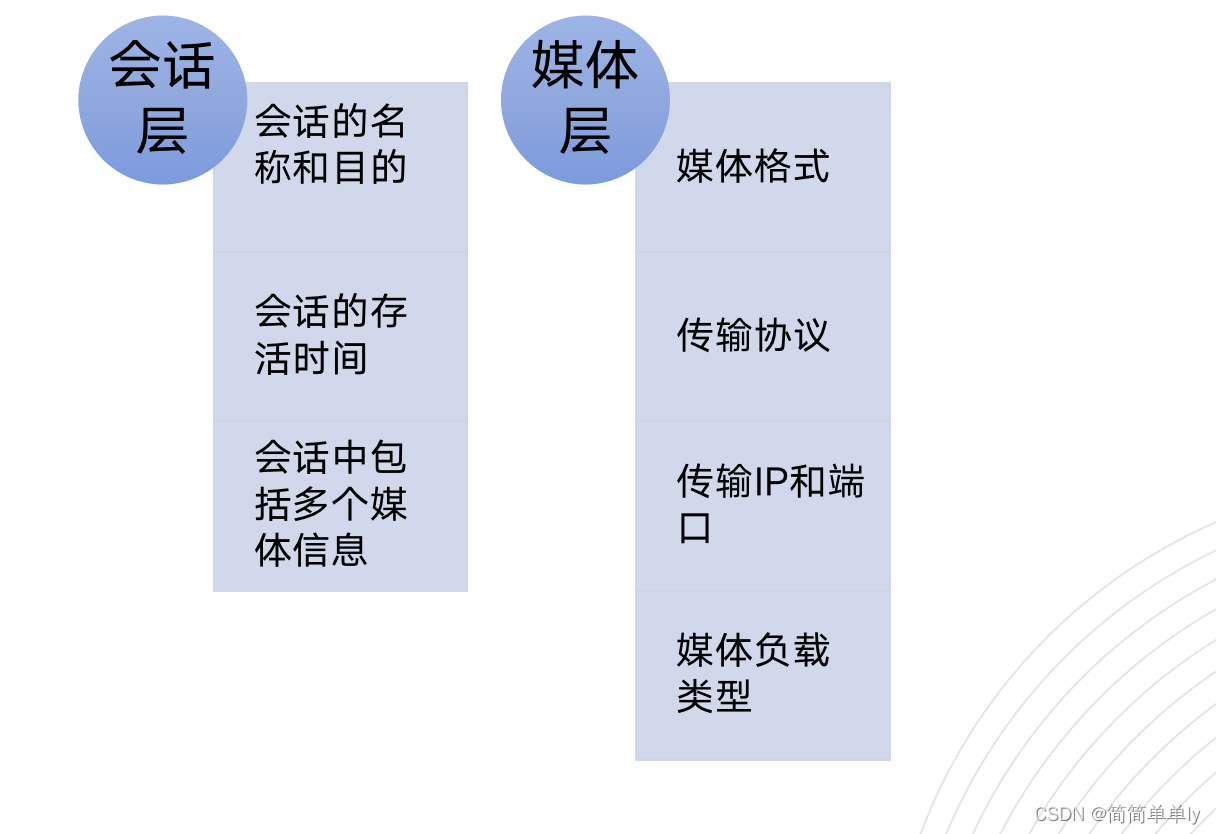 会话
层
会话的名
称和目的
会话的存
活时间
会话中包
括多个媒
体信息
媒体
层
媒体格式
传输协议
传输IP和端
口
媒体负载
类型
CSDN @简简单单ly